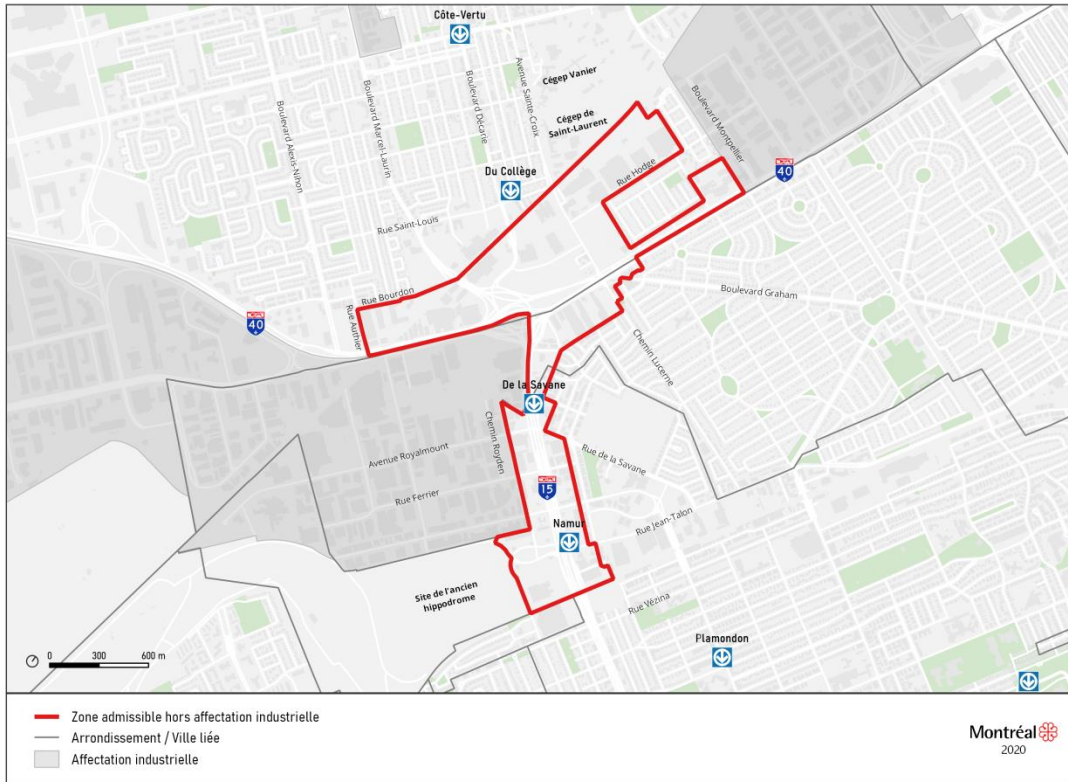 Côte-Vertu
Cégep Vanier
Avenue Sainte-Croix
Boulevard Décarie
Boulevard Marcel-Laurin
Boulevard Alexis-Nihon
Cégep de
Saint-Laurent
Boulevard Montpellier
40
Rue Hodge
Du Collège
Rue Saint-Louis
Rue Bourdon
Rue Authier
40
Boulevard Graham
Chemin Lucerne
De la Savane
Chemin Royden
Avenue Royalmount
Rue de la Savane
Rue Ferrier
15
Namur
Rue Jean-Talon
Site de l'ancien
hippodrome
Rue Vézina
Plamondon
0 300 600 m
Zone admissible hors affectation industrielle
Arrondissement / Ville liée
Affectation industrielle
Montréal
2020